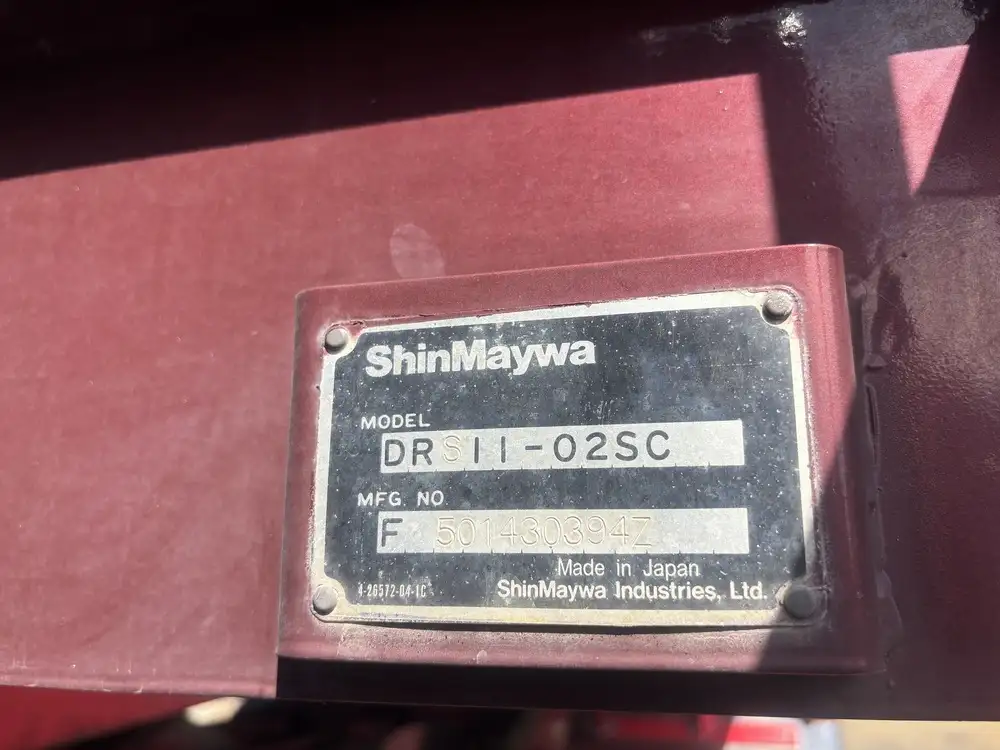 ShinMaywa
MODEL
DRS11-02SC
MFG. NO.
F 501430394Z
Made in Japan
4-26572-04-1C ShinMaywa Industries, Ltd.